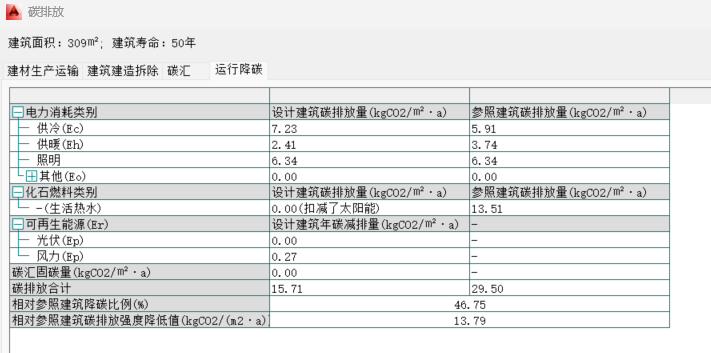 碳排放
建筑面积：309m²；建筑寿命：50年
建材生产运输 建筑建造拆除 碳汇 运行降碳
电力消耗类别 设计建筑碳排放量(kgCO2/m²·a) 参照建筑碳排放量(kgCO2/m²·a)
供冷(Ec) 7.23 5.91
供暖(Eh) 2.41 3.74
照明 6.34 6.34
其他(Eo) 0.00 0.00
化石燃料类别 设计建筑碳排放量(kgCO2/m²·a) 参照建筑碳排放量(kgCO2/m²·a)
-(生活热水) 0.00(扣减了太阳能) 13.51
可再生能源(Er) 设计建筑年碳减排量(kgCO2/m²·a) -
光伏(Ep) 0.00 -
风力(Ep) 0.27 -
碳汇固碳量(kgCO2/m²·a) 0.00 -
碳排放合计 15.71 29.50
相对参照建筑降碳比例(%) 46.75
相对参照建筑碳排放强度降低值(kgCO2/(m2·a) 13.79